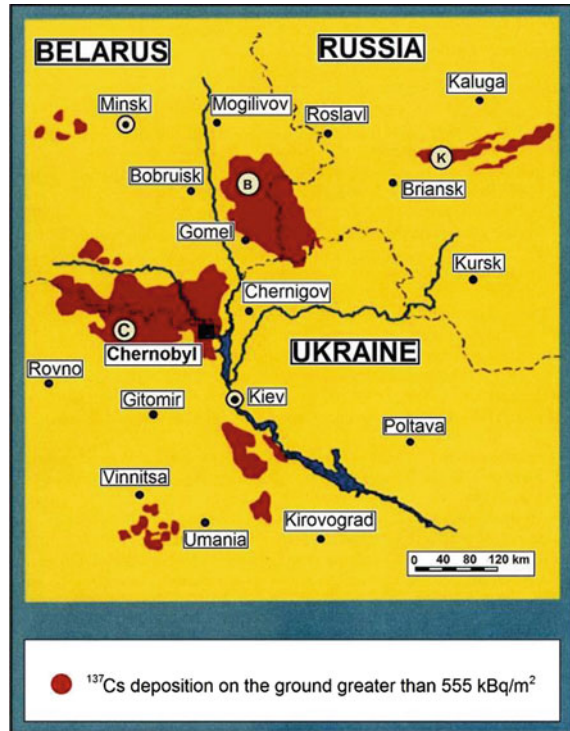 BELARUS
RUSSIA
Kaluga
Minsk
Mogilivov
Roslavl
K
B
Bobruisk
Briansk
Gomel
Kursk
Chernigov
C
Chernobyl
UKRAINE
Rovno
Gitomir
Kiev
Poltava
Vinnitsa
Umania
Kirovograd
0 40 80 120 km
¹³⁷Cs deposition on the ground greater than 555 kBq/m²